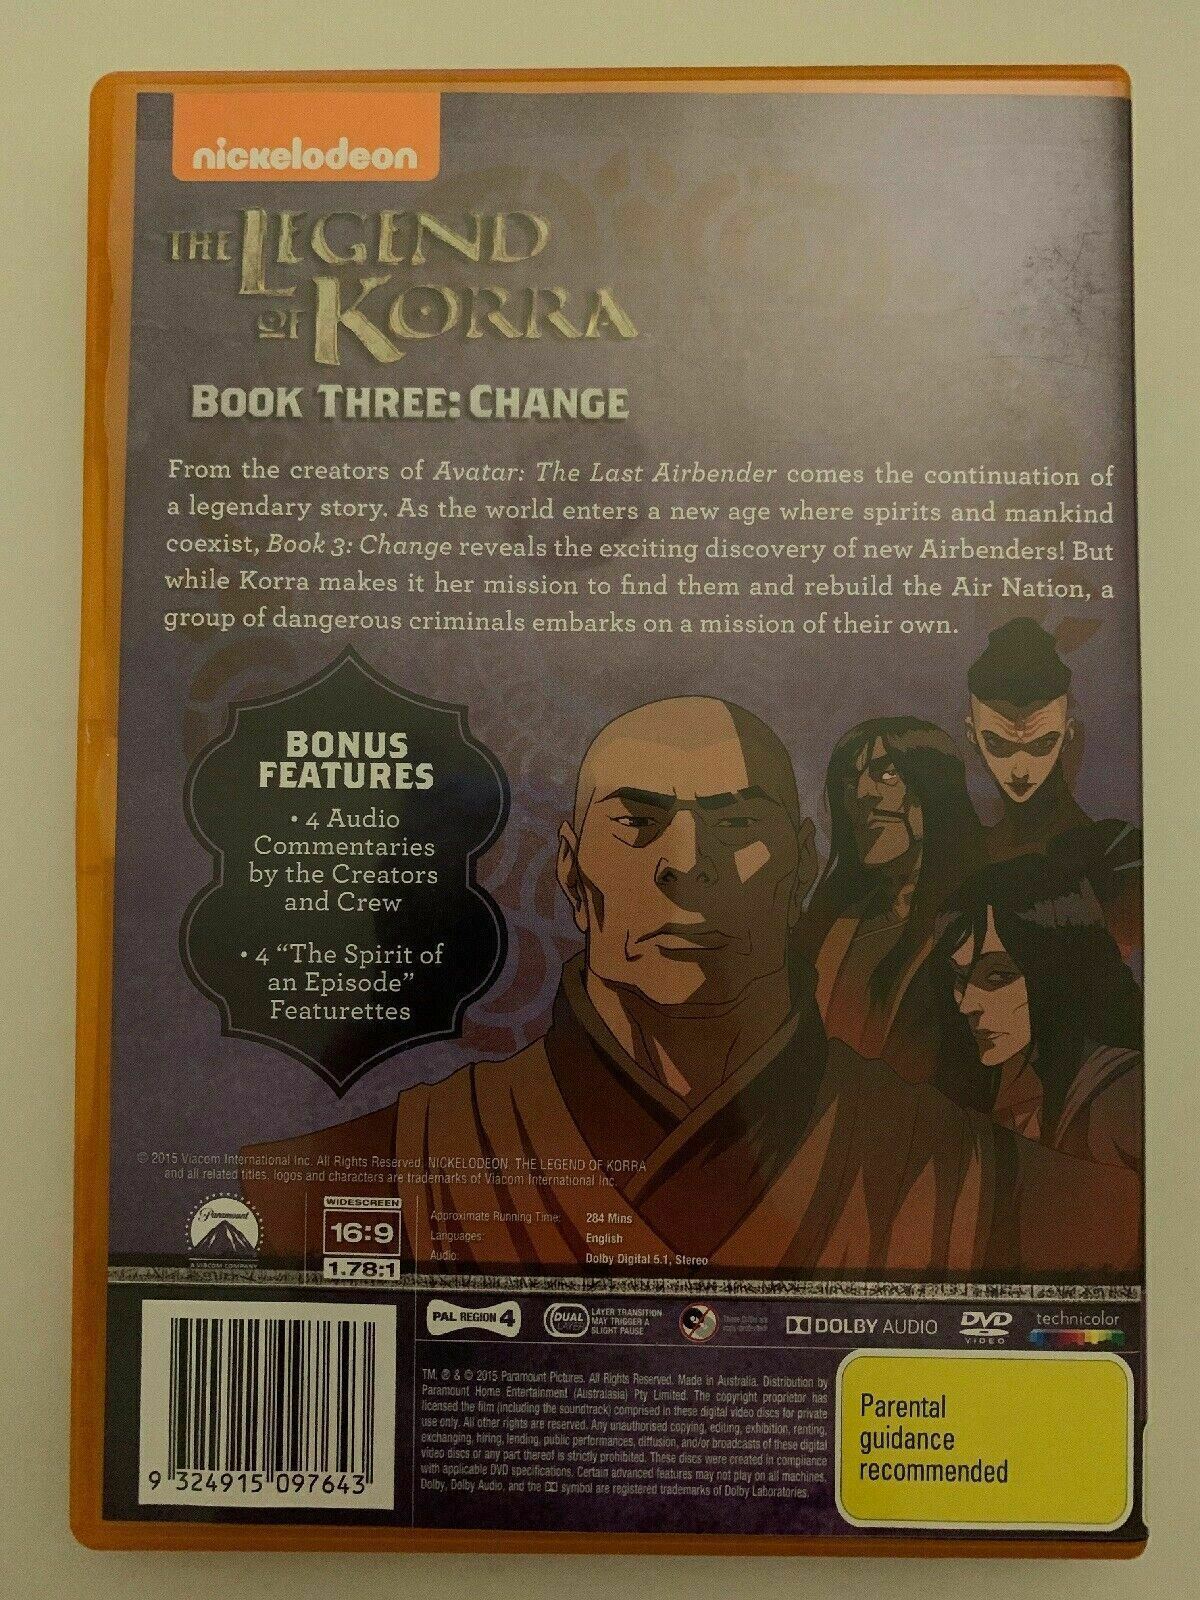 nickelodeon
THE LEGEND
OF KORRA
BOOK THREE: CHANGE
From the creators of Avatar: The Last Airbender comes the continuation of
a legendary story. As the world enters a new age where spirits and mankind
coexist, Book 3: Change reveals the exciting discovery of new Airbenders! But
while Korra makes it her mission to find them and rebuild the Air Nation, a
group of dangerous criminals embarks on a mission of their own.
BONUS
FEATURES
• 4 Audio
Commentaries
by the Creators
and Crew
• 4 “The Spirit of
an Episode”
Featurettes
© 2015 Viacom International Inc. All Rights Reserved. NICKELODEON THE LEGEND OF KORRA
and all related titles, logos and characters are trademarks of Viacom International Inc.
Paramount
A VIACOM COMPANY
WIDESCREEN
16:9
1.78:1
Approximate Running Time: 284 Mins
Languages: English
Audio: Dolby Digital 5.1, Stereo
PAL REGION 4
DUAL LAYER
LAYER TRANSITION
MAY TRIGGER A
SLIGHT PAUSE
These DVDs are
copy protected
DOLBY AUDIO
DVD
VIDEO
technicolor
TM, ® & © 2015 Paramount Pictures. All Rights Reserved. Made in Australia. Distribution by
Paramount Home Entertainment (Australasia) Pty Limited. The copyright proprietor has
licensed the film (including the soundtrack) comprised in these digital video discs for private
use only. All other rights are reserved. Any unauthorised copying, editing, exhibition, renting,
exchanging, hiring, lending, public performances, diffusion, and/or broadcasts of these digital
video discs or any part thereof is strictly prohibited. These discs were created in compliance
with applicable DVD specifications. Certain advanced features may not play on all machines.
Dolby, Dolby Audio, and the DD symbol are registered trademarks of Dolby Laboratories.
Parental
guidance
recommended
9 324915 097643